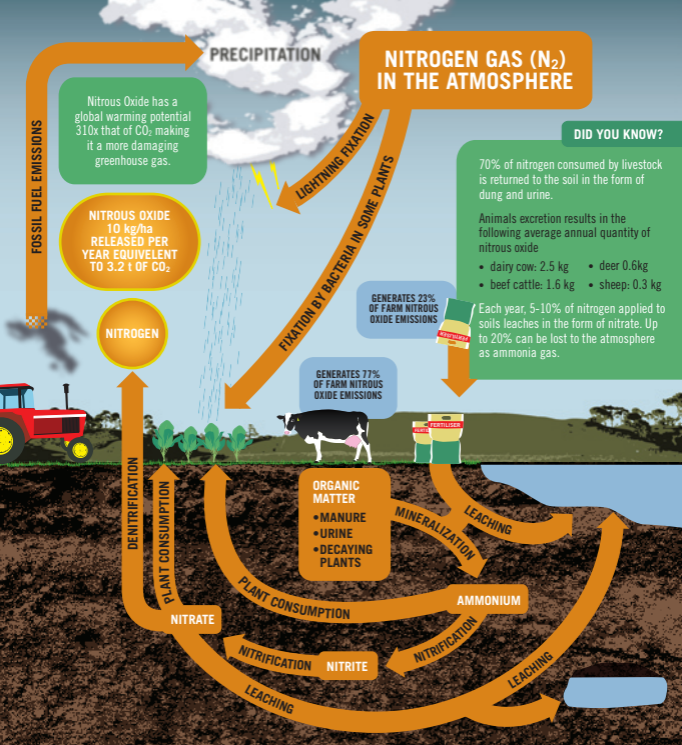 PRECIPITATION
NITROGEN GAS (N₂)
IN THE ATMOSPHERE
FOSSIL FUEL EMISSIONS
Nitrous Oxide has a
global warming potential
310x that of CO₂ making
it a more damaging
greenhouse gas.
LIGHTNING FIXATION
FIXATION BY BACTERIA IN SOME PLANTS
DID YOU KNOW?
70% of nitrogen consumed by livestock
is returned to the soil in the form of
dung and urine.
Animals excretion results in the
following average annual quantity of
nitrous oxide
• dairy cow: 2.5 kg • deer 0.6kg
• beef cattle: 1.6 kg • sheep: 0.3 kg
Each year, 5-10% of nitrogen applied to
soils leaches in the form of nitrate. Up
to 20% can be lost to the atmosphere
as ammonia gas.
NITROUS OXIDE
10 kg/ha
RELEASED PER
YEAR EQUIVELENT
TO 3.2 t OF CO₂
NITROGEN
GENERATES 23%
OF FARM NITROUS
OXIDE EMISSIONS
GENERATES 77%
OF FARM NITROUS
OXIDE EMISSIONS
FERTILISER
DENITRIFICATION
PLANT CONSUMPTION
ORGANIC
MATTER
•MANURE
•URINE
•DECAYING
PLANTS
MINERALIZATION
LEACHING
PLANT CONSUMPTION
AMMONIUM
NITRATE
NITRIFICATION
NITRITE
NITRIFICATION
LEACHING
LEACHING